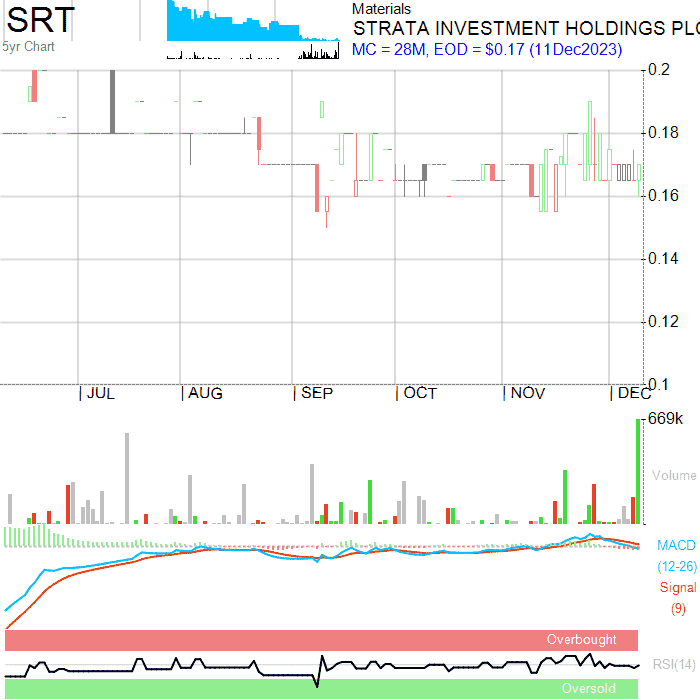 SRT
5yr Chart
Materials
STRATA INVESTMENT HOLDINGS PLC
MC = 28M, EOD = $0.17 (11Dec2023)
0.2
0.18
0.16
0.14
0.12
0.1
JUL AUG SEP OCT NOV DEC
669k
Volume
MACD
(12-26)
Signal
(9)
Overbought
RSI(14)
Oversold